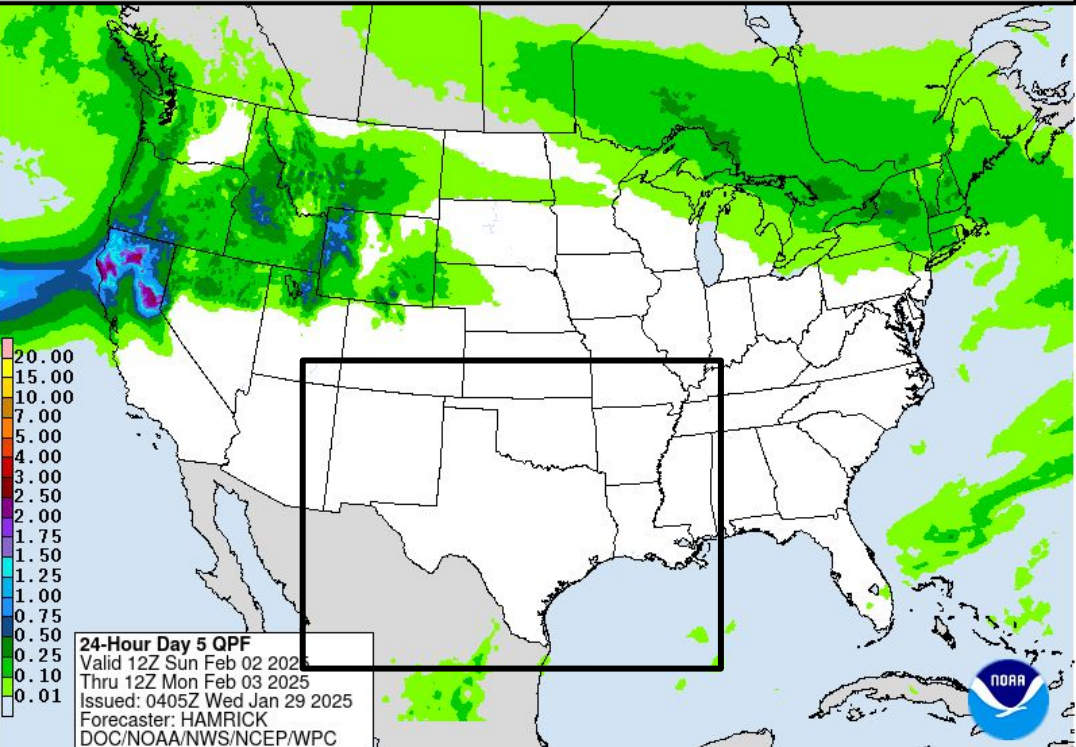 20.00
15.00
10.00
7.00
5.00
4.00
3.00
2.50
2.00
1.75
1.50
1.25
1.00
0.75
0.50
0.25
0.10
0.01
24-Hour Day 5 QPF
Valid 12Z Sun Feb 02 2025
Thru 12Z Mon Feb 03 2025
Issued: 0405Z Wed Jan 29 2025
Forecaster: HAMRICK
DOC/NOAA/NWS/NCEP/WPC
NOAA